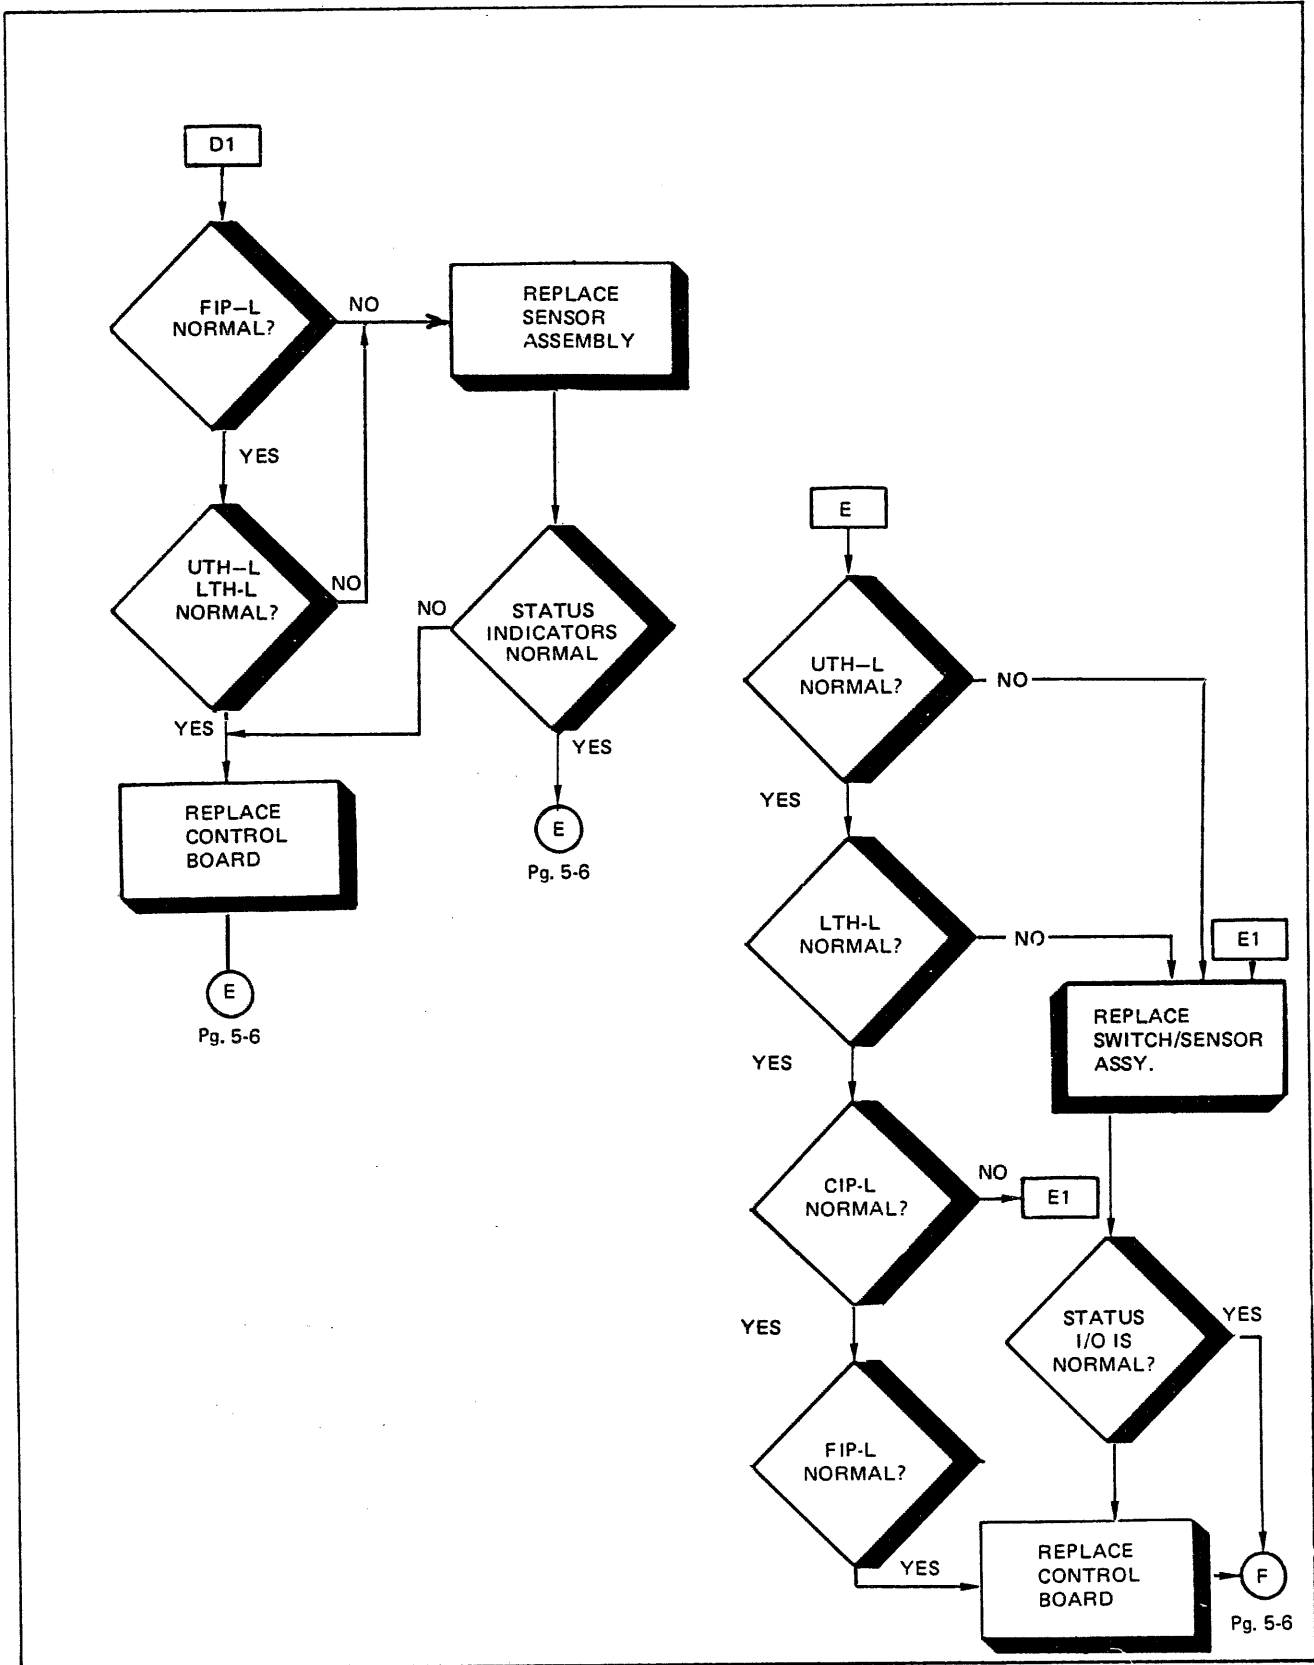 D1
FIP–L
NORMAL?
NO
REPLACE
SENSOR
ASSEMBLY
YES
UTH–L
LTH-L
NORMAL?
NO
NO
STATUS
INDICATORS
NORMAL
YES
YES
REPLACE
CONTROL
BOARD
E
Pg. 5-6
E
Pg. 5-6
E
UTH–L
NORMAL?
NO
YES
LTH-L
NORMAL?
NO
E1
REPLACE
SWITCH/SENSOR
ASSY.
YES
CIP-L
NORMAL?
NO
E1
YES
STATUS
I/O IS
NORMAL?
YES
FIP-L
NORMAL?
YES
REPLACE
CONTROL
BOARD
F
Pg. 5-6